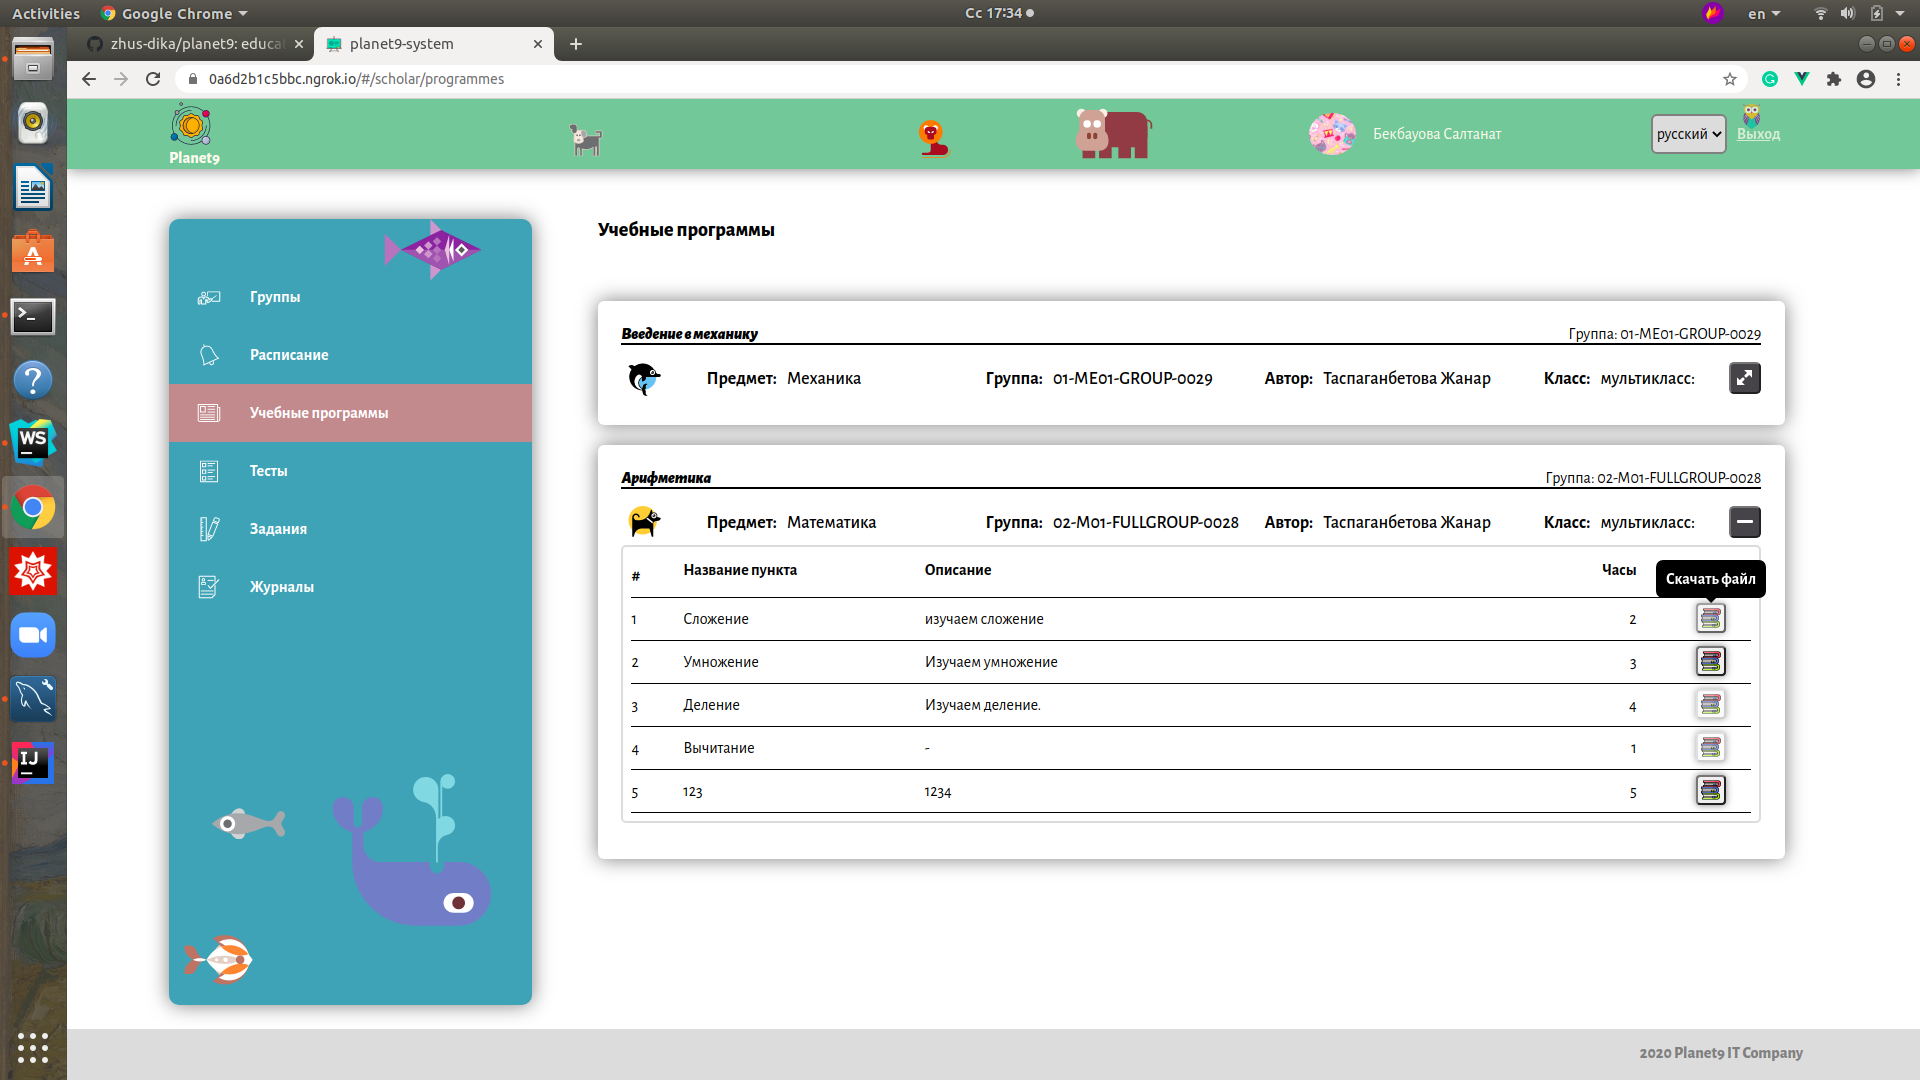 Activities
Google Chrome
Сс 17:34
en
zhus-dika/planet9: educat
planet9-system
0a6d2b1c5bbc.ngrok.io/#/scholar/programmes
Planet9
Бекбауова Салтанат
русский
Выход
Группы
Расписание
Учебные программы
Тесты
Задания
Журналы
Учебные программы
Введение в механику
Группа: 01-ME01-GROUP-0029
Предмет: Механика
Группа: 01-ME01-GROUP-0029
Автор: Таспаганбетова Жанар
Класс: мультикласс:
Арифметика
Группа: 02-M01-FULLGROUP-0028
Предмет: Математика
Группа: 02-M01-FULLGROUP-0028
Автор: Таспаганбетова Жанар
Класс: мультикласс:
# Название пункта Описание Часы
Скачать файл
1 Сложение изучаем сложение 2
2 Умножение Изучаем умножение 3
3 Деление Изучаем деление. 4
4 Вычитание - 1
5 123 1234 5
WS
IJ
2020 Planet9 IT Company